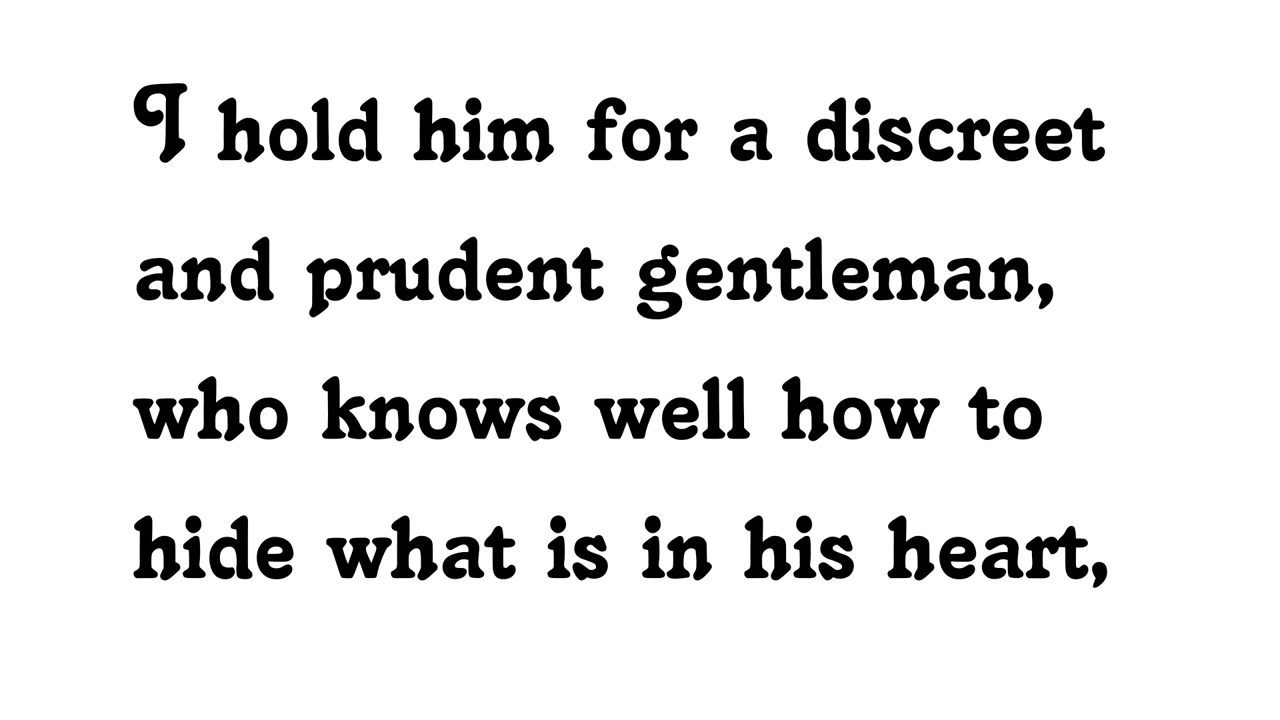 I hold him for a discreet
and prudent gentleman,
who knows well how to
hide what is in his heart,